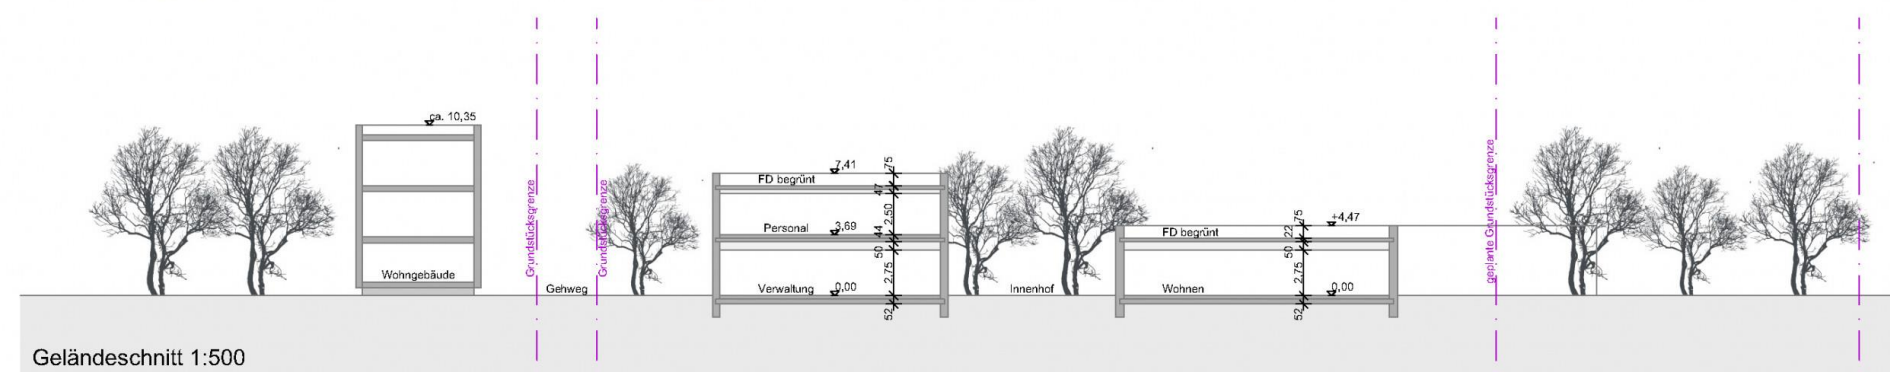 ca. 10,35
Wohngebäude
Grundstücksgrenze
Gehweg
Grundstücksgrenze
7,41
FD begrünt
75
47
2,50
Personal
3,69
44
50
2,75
Verwaltung
0,00
52
Innenhof
+4,47
FD begrünt
75
22
50
2,75
Wohnen
0,00
52
geplante Grundstücksgrenze
Geländeschnitt 1:500